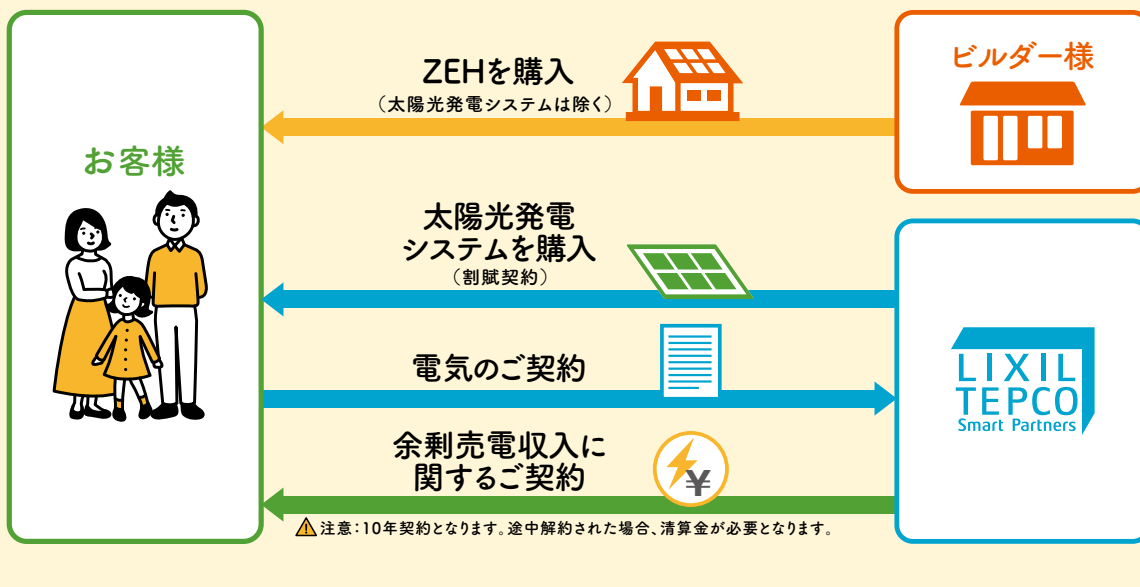 お客様
ZEHを購入
（太陽光発電システムは除く）
ビルダー様
太陽光発電
システムを購入
（割賦契約）
電気のご契約
余剰売電収入に
関するご契約
¥
注意：10年契約となります。途中解約された場合、清算金が必要となります。
LIXIL
TEPCO
Smart Partners